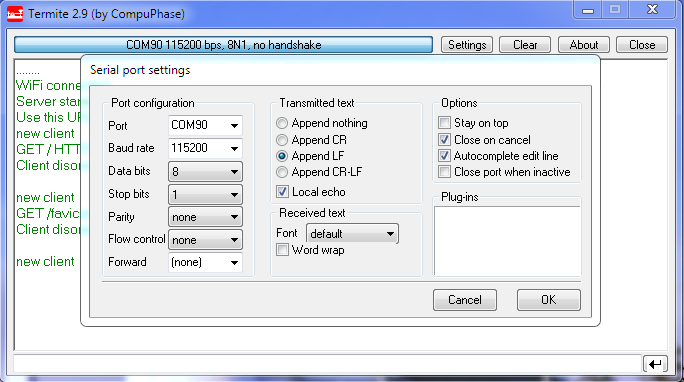 Termite 2.9 (by CompuPhase)
COM90 115200 bps, 8N1, no handshake
Settings
Clear
About
Close
........
WiFi conne
Server star
Use this UR
new client
GET / HTT
Client discon
new client
GET /favic
Client discon
new client
Serial port settings
Port configuration
Port COM90
Baud rate 115200
Data bits 8
Stop bits 1
Parity none
Flow control none
Forward (none)
Transmitted text
Append nothing
Append CR
Append LF
Append CR-LF
Local echo
Received text
Font default
Word wrap
Options
Stay on top
Close on cancel
Autocomplete edit line
Close port when inactive
Plug-ins
Cancel
OK